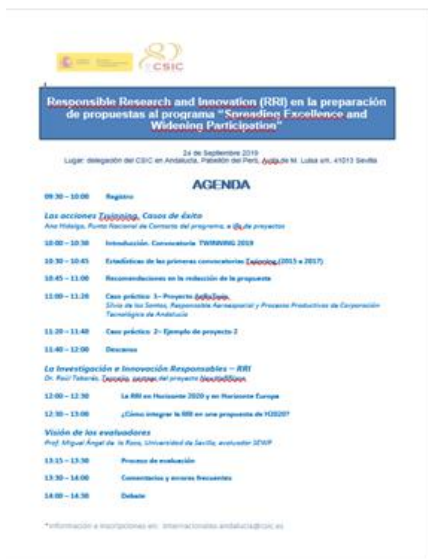 CSIC
Responsible Research and Innovation (RRI) en la preparación
de propuestas al programa "Spreading Excellence and
Widening Participation"
24 de Septiembre 2019
Lugar: delegación del CSIC en Andalucía, Pabellón del Perú, Avda de M. Luisa s/n, 41013 Sevilla
AGENDA
09:30 – 10:00 Registro
Las acciones Twinning, Casos de éxito
Ana Hidalgo, Punto Nacional de Contacto del programa, e de proyectos
10:00 – 10:30 Introducción. Convocatoria TWINNING 2019
10:30 – 10:45 Estadísticas de las primeras convocatorias Twinning (2015 a 2017)
10:45 – 11:00 Recomendaciones en la redacción de la propuesta
11:00 – 11:20 Caso práctico 1– Proyecto
Silvia de los Santos, Responsable Aeroespacial y Procesos Productivos de Corporación
Tecnológica de Andalucía
11:20 – 11:40 Caso práctico 2– Ejemplo de proyecto 2
11:40 – 12:00 Descanso
La Investigación e Innovación Responsables – RRI
Dr. Raúl Tabarés, Tecnalia, partner del proyecto
12:00 – 12:30 La RRI en Horizonte 2020 y en Horizonte Europa
12:30 – 13:00 ¿Cómo integrar la RRI en una propuesta de H2020?
Visión de los evaluadores
Prof. Miguel Ángel de la Rosa, Universidad de Sevilla, evaluador SEWP
13:15 – 13:30 Proceso de evaluación
13:30 – 14:00 Comentarios y errores frecuentes
14:00 – 14:30 Debate
*Información e inscripciones en: internacionales.andalucia@csic.es